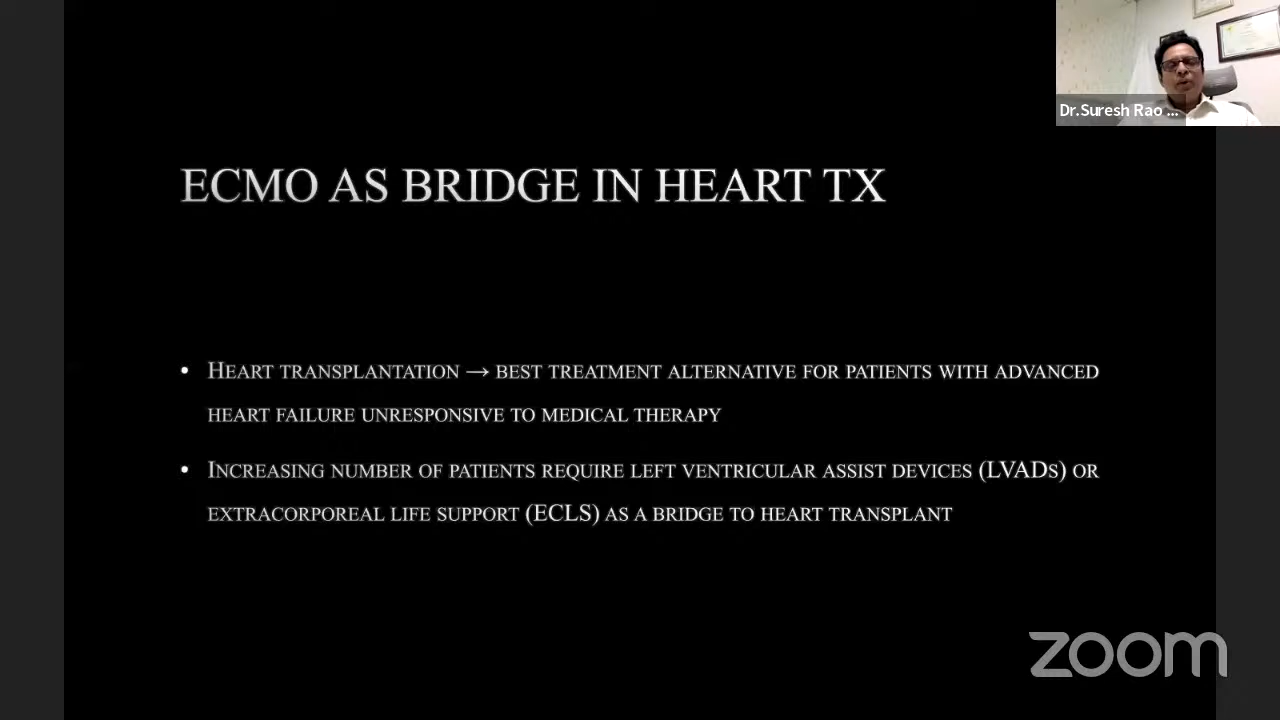 Dr.Suresh Rao ...
ECMO AS BRIDGE IN HEART TX
• HEART TRANSPLANTATION → BEST TREATMENT ALTERNATIVE FOR PATIENTS WITH ADVANCED
HEART FAILURE UNRESPONSIVE TO MEDICAL THERAPY
• INCREASING NUMBER OF PATIENTS REQUIRE LEFT VENTRICULAR ASSIST DEVICES (LVADS) OR
EXTRACORPOREAL LIFE SUPPORT (ECLS) AS A BRIDGE TO HEART TRANSPLANT
zoom